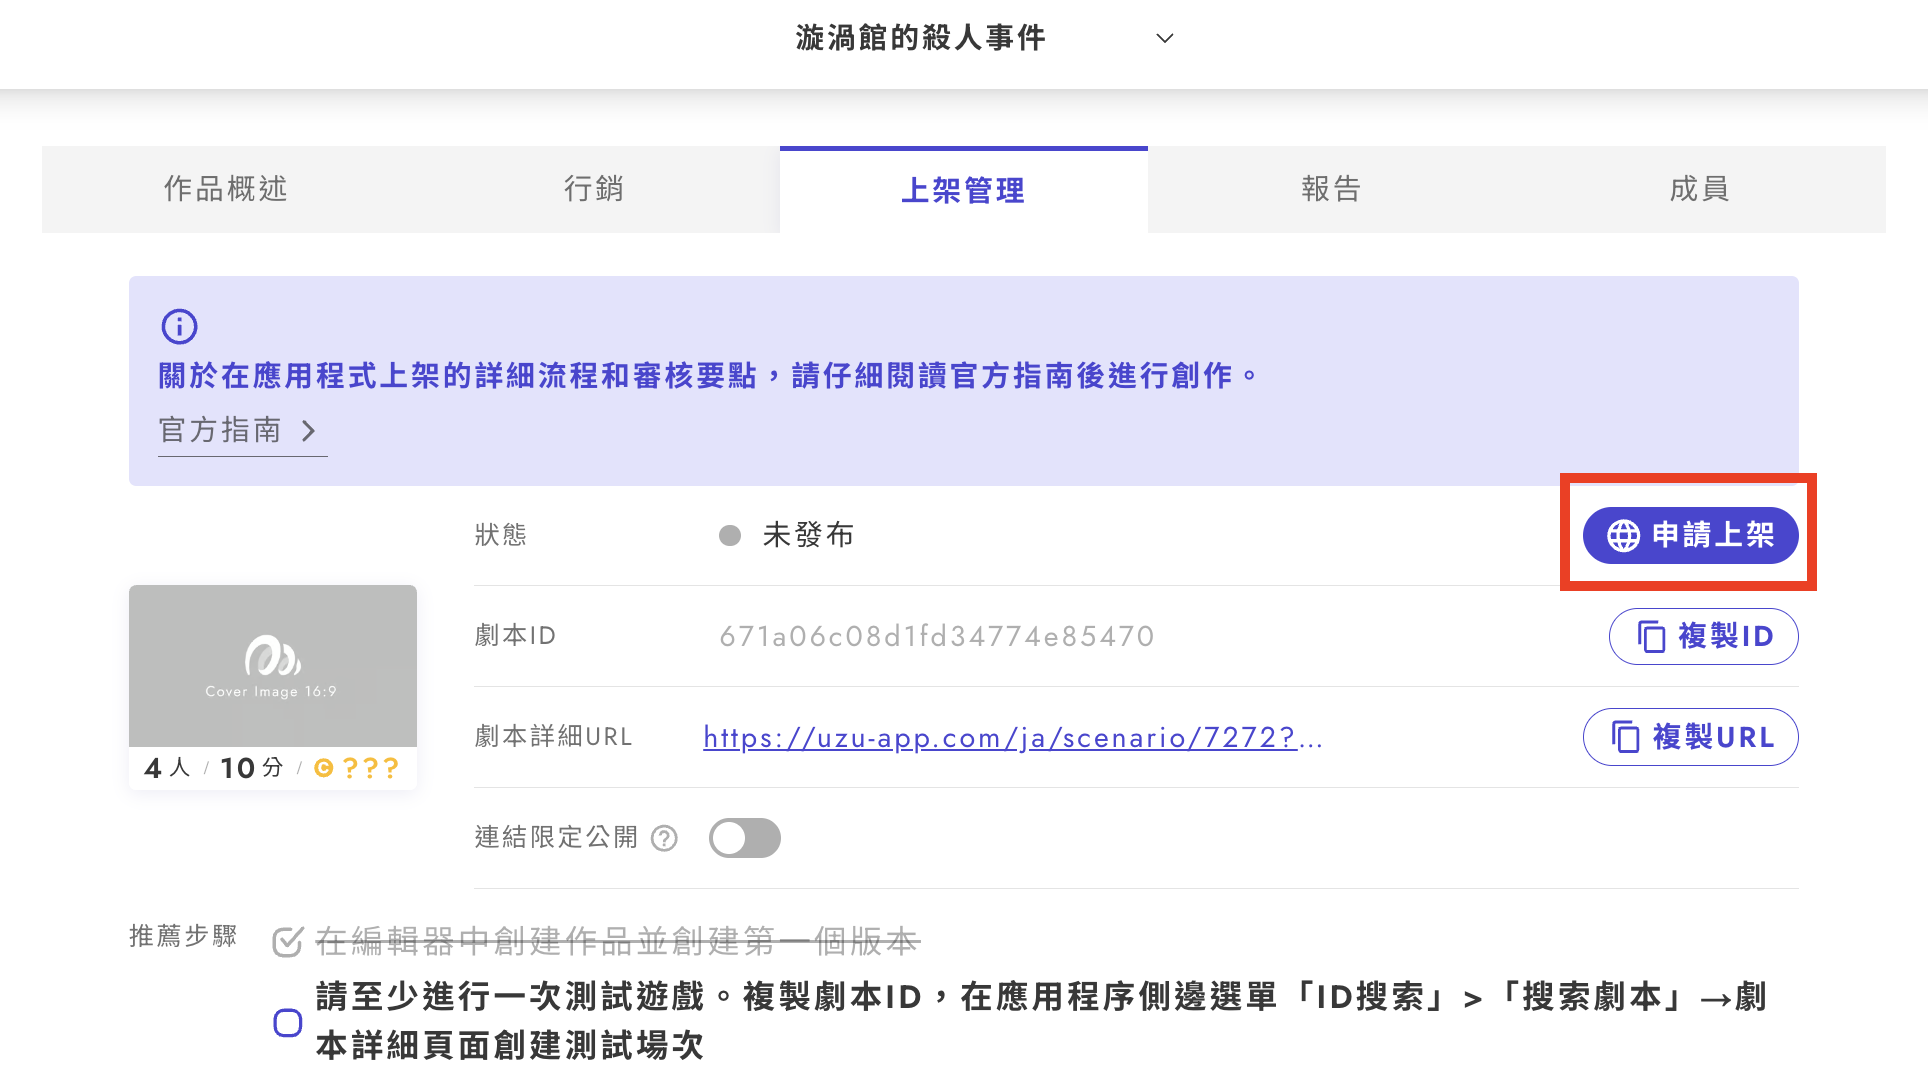 漩渦館的殺人事件
作品概述
行銷
上架管理
報告
成員
關於在應用程式上架的詳細流程和審核要點，請仔細閱讀官方指南後進行創作。
官方指南
狀態
未發布
申請上架
劇本ID
671a06c08d1fd34774e85470
複製ID
劇本詳細URL
https://uzu-app.com/ja/scenario/7272?...
複製URL
連結限定公開
Cover Image 16:9
4 人 / 10 分 / © ???
推薦步驟
在編輯器中創建作品並創建第一個版本
請至少進行一次測試遊戲。複製劇本ID，在應用程序側邊選單「ID搜索」>「搜索劇本」→劇
本詳細頁面創建測試場次